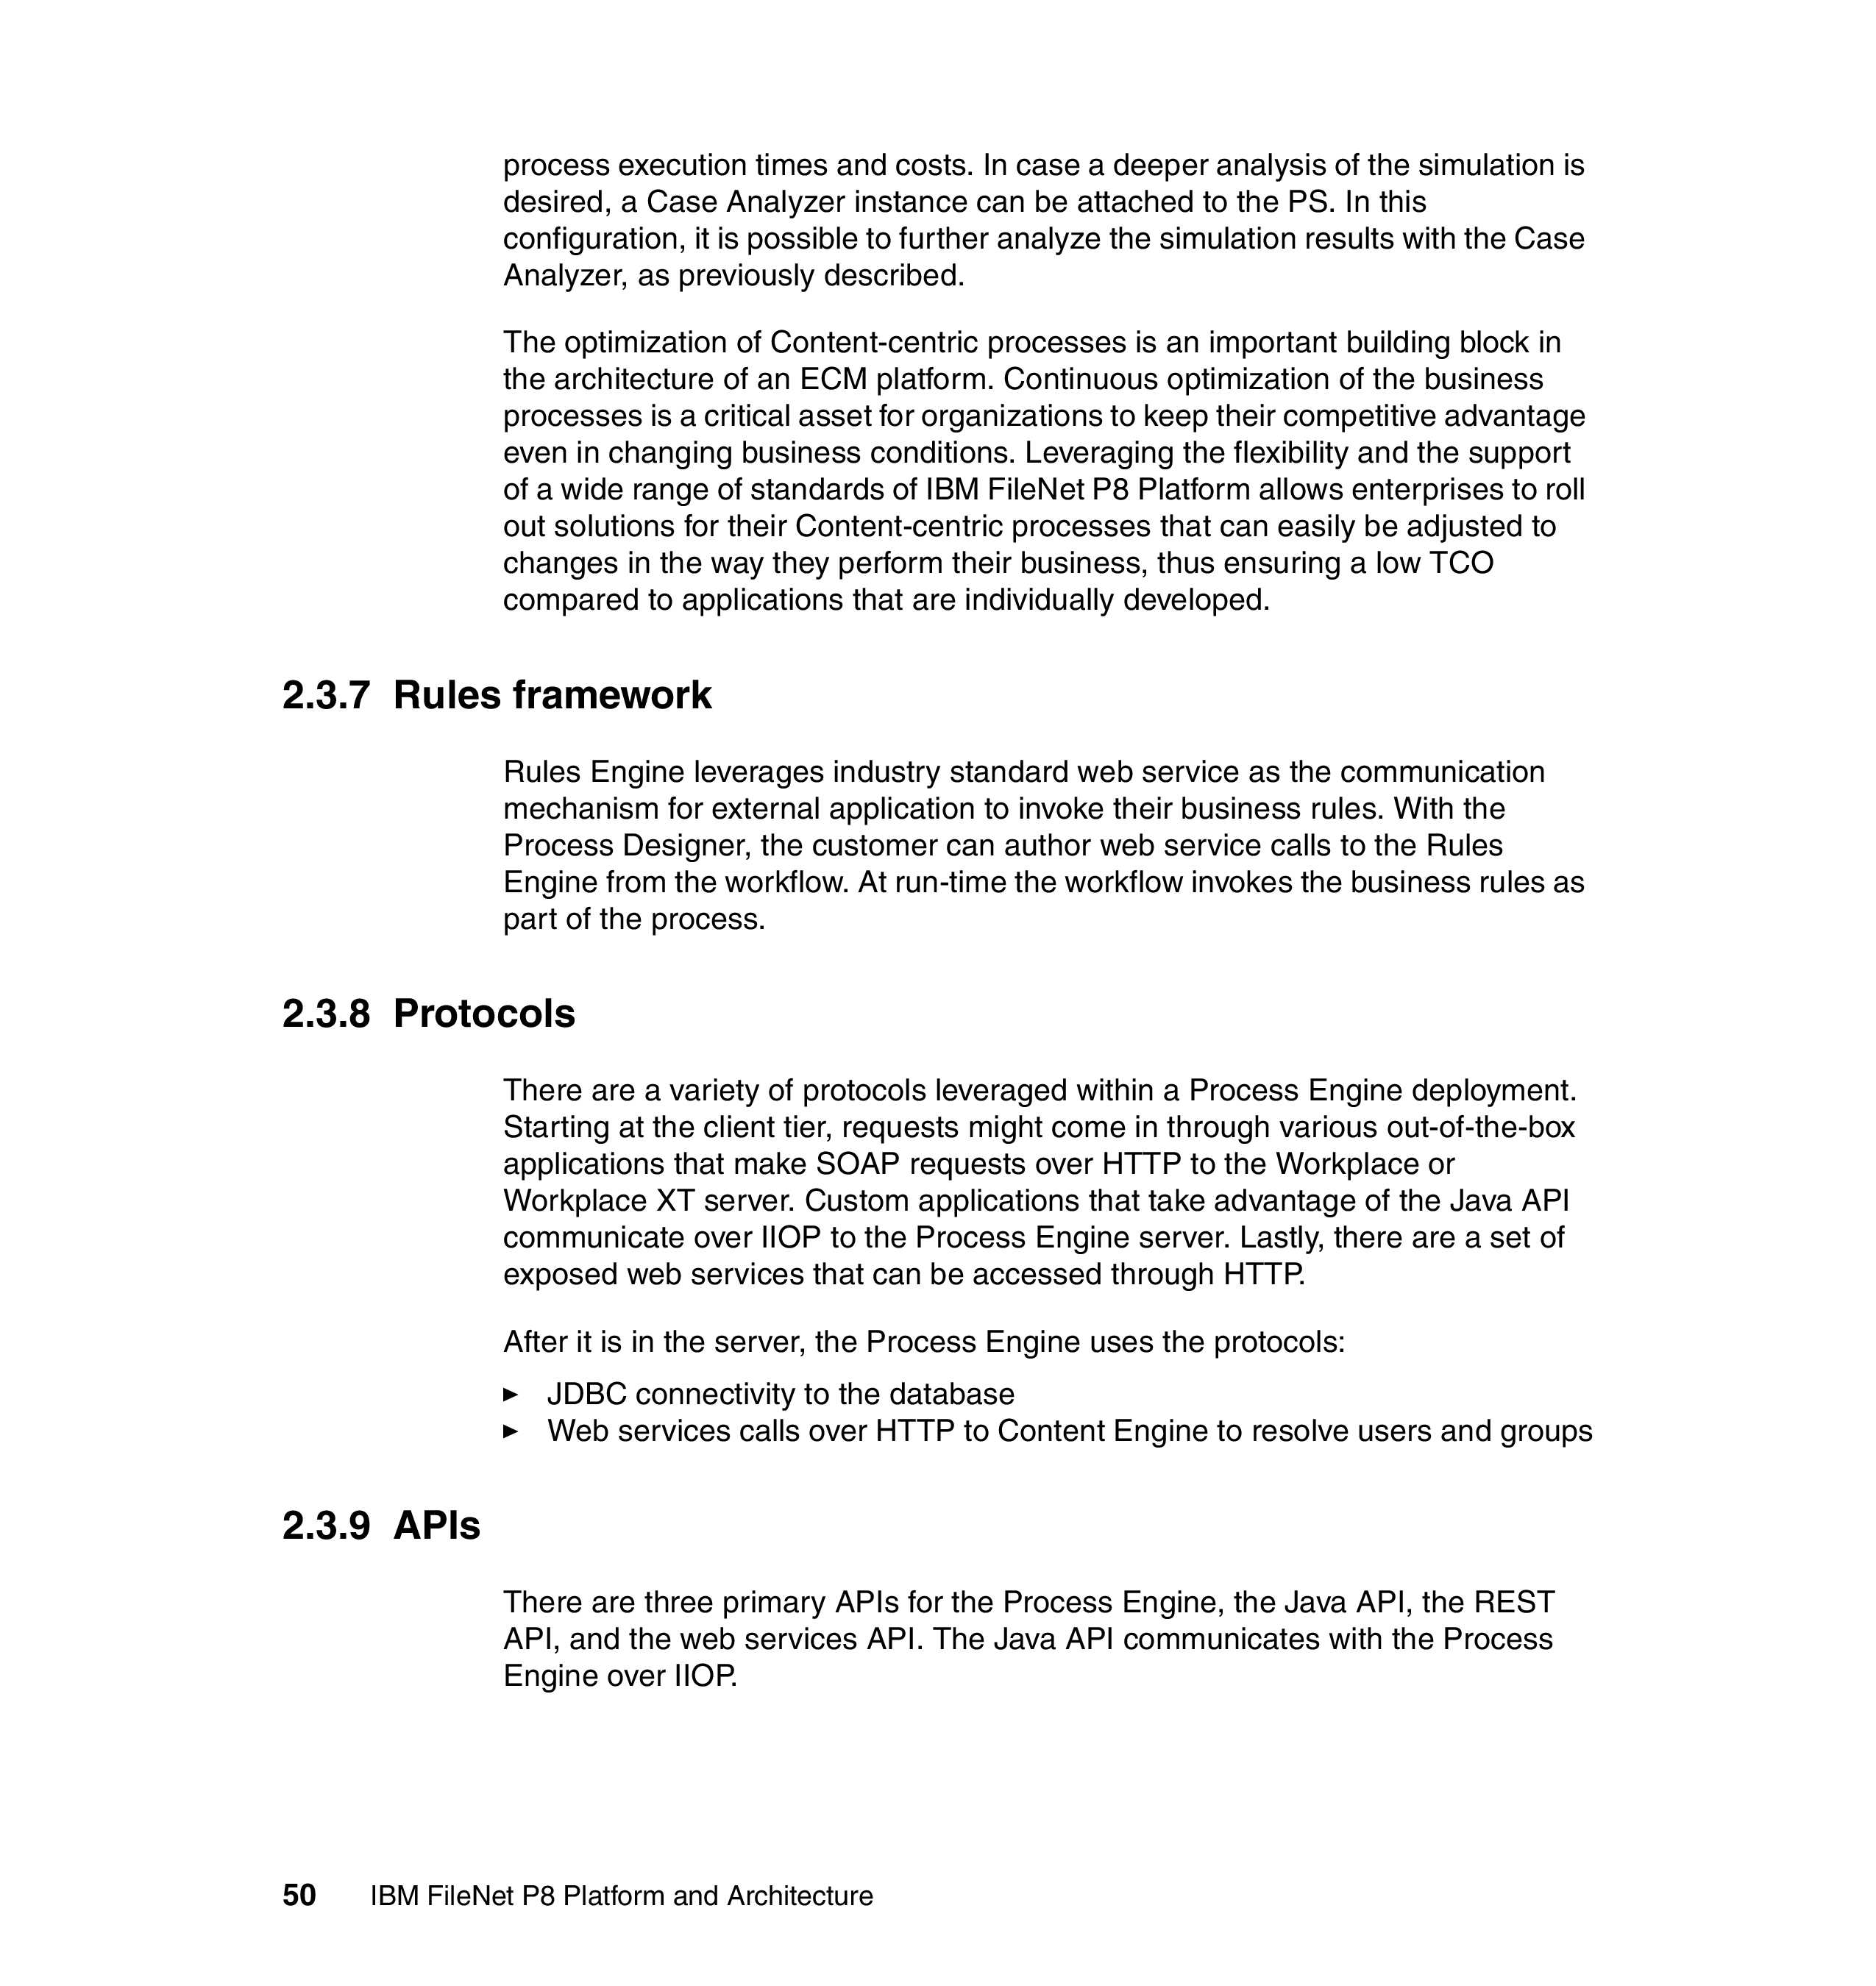 process execution times and costs. In case a deeper analysis of the simulation is
desired, a Case Analyzer instance can be attached to the PS. In this
configuration, it is possible to further analyze the simulation results with the Case
Analyzer, as previously described.
The optimization of Content-centric processes is an important building block in
the architecture of an ECM platform. Continuous optimization of the business
processes is a critical asset for organizations to keep their competitive advantage
even in changing business conditions. Leveraging the flexibility and the support
of a wide range of standards of IBM FileNet P8 Platform allows enterprises to roll
out solutions for their Content-centric processes that can easily be adjusted to
changes in the way they perform their business, thus ensuring a low TCO
compared to applications that are individually developed.
2.3.7 Rules framework
Rules Engine leverages industry standard web service as the communication
mechanism for external application to invoke their business rules. With the
Process Designer, the customer can author web service calls to the Rules
Engine from the workflow. At run-time the workflow invokes the business rules as
part of the process.
2.3.8 Protocols
There are a variety of protocols leveraged within a Process Engine deployment.
Starting at the client tier, requests might come in through various out-of-the-box
applications that make SOAP requests over HTTP to the Workplace or
Workplace XT server. Custom applications that take advantage of the Java API
communicate over IIOP to the Process Engine server. Lastly, there are a set of
exposed web services that can be accessed through HTTP.
After it is in the server, the Process Engine uses the protocols:
► JDBC connectivity to the database
► Web services calls over HTTP to Content Engine to resolve users and groups
2.3.9 APIs
There are three primary APIs for the Process Engine, the Java API, the REST
API, and the web services API. The Java API communicates with the Process
Engine over IIOP.
50 IBM FileNet P8 Platform and Architecture